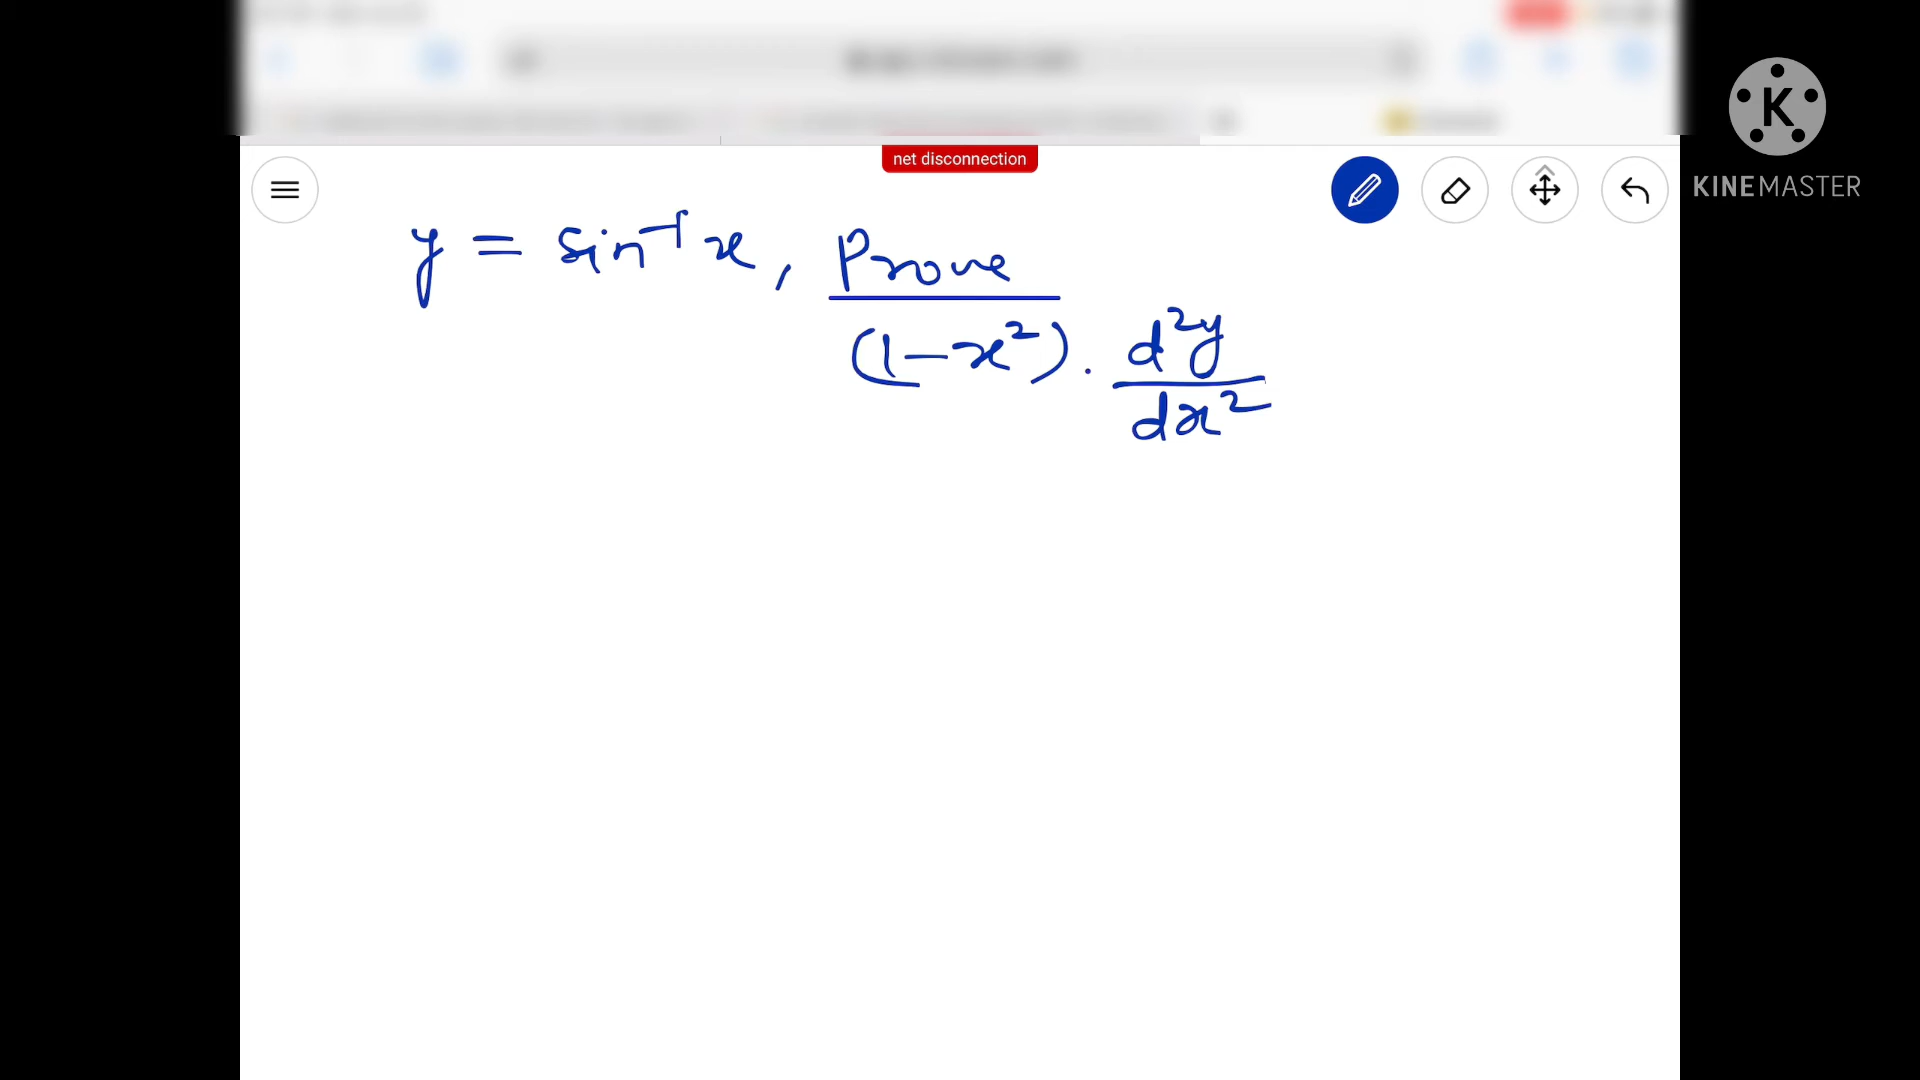 net disconnection
KINEMASTER
y = sin⁻¹x, Prove
(1-x²). d²y/dx²